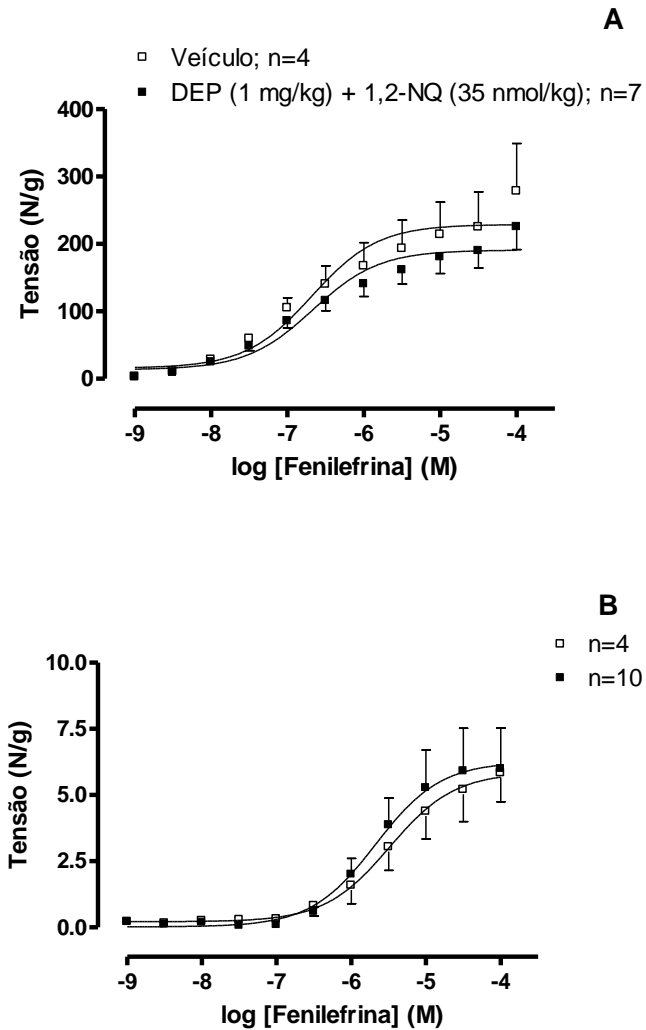 A
Veículo; n=4
DEP (1 mg/kg) + 1,2-NQ (35 nmol/kg); n=7
400
300
200
100
0
Tensão (N/g)
-9 -8 -7 -6 -5 -4
log [Fenilefrina] (M)
B
n=4
n=10
10.0
7.5
5.0
2.5
0.0
Tensão (N/g)
-9 -8 -7 -6 -5 -4
log [Fenilefrina] (M)